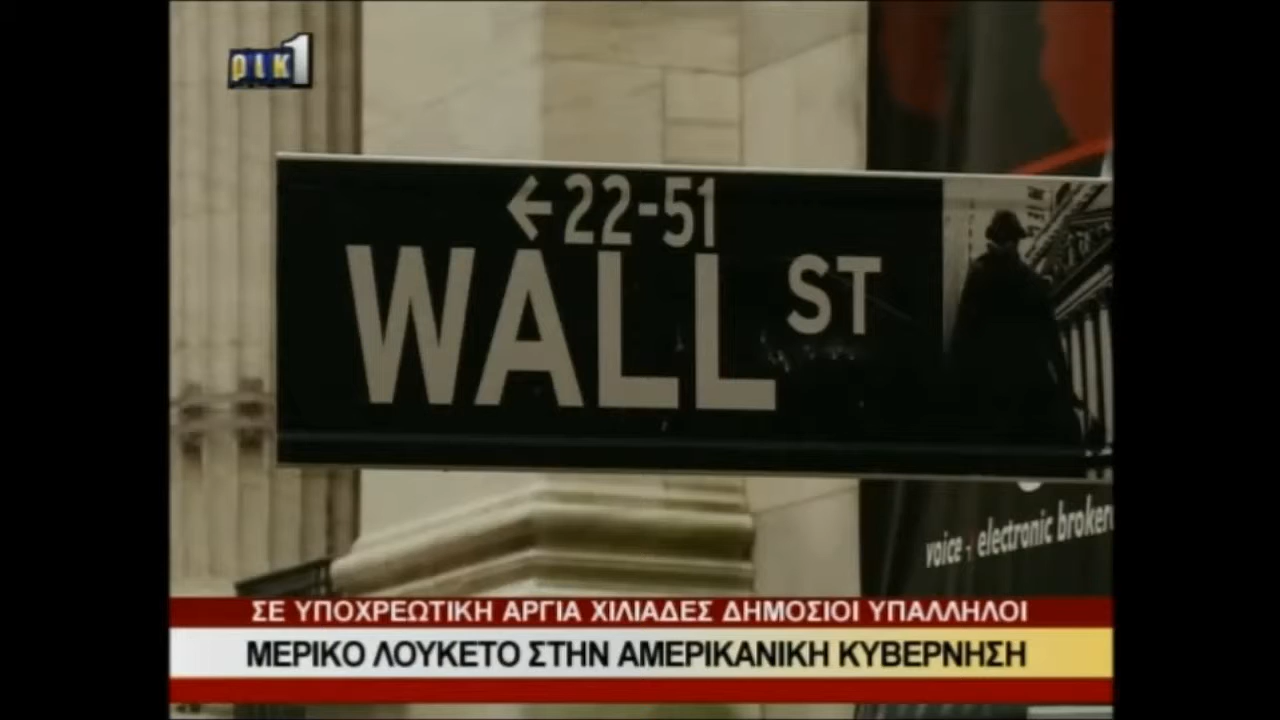 ρικ1
←22-51
WALL ST
voice - electronic broker
ΣΕ ΥΠΟΧΡΕΩΤΙΚΗ ΑΡΓΙΑ ΧΙΛΙΑΔΕΣ ΔΗΜΟΣΙΟΙ ΥΠΑΛΛΗΛΟΙ
ΜΕΡΙΚΟ ΛΟΥΚΕΤΟ ΣΤΗΝ ΑΜΕΡΙΚΑΝΙΚΗ ΚΥΒΕΡΝΗΣΗ